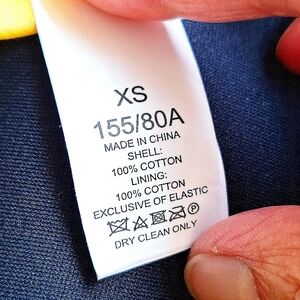 XS
155/80A
MADE IN CHINA
SHELL:
100% COTTON
LINING:
100% COTTON
EXCLUSIVE OF ELASTIC
P
DRY CLEAN ONLY